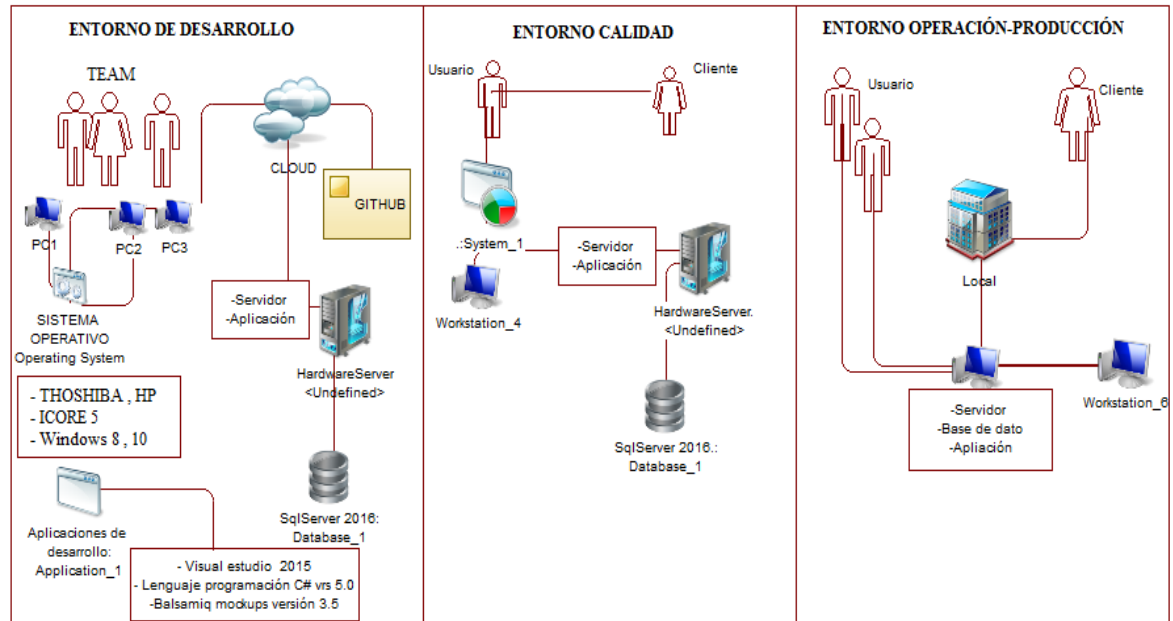 ENTORNO DE DESARROLLO
TEAM
CLOUD
GITHUB
PC1
PC2
PC3
SISTEMA
OPERATIVO
Operating System
-Servidor
-Aplicación
HardwareServer
<Undefined>
- THOSHIBA , HP
- ICORE 5
- Windows 8 , 10
SqlServer 2016:
Database_1
Aplicaciones de
desarrollo:
Application_1
- Visual estudio 2015
- Lenguaje programación C# vrs 5.0
-Balsamiq mockups versión 3.5
ENTORNO CALIDAD
Usuario
Cliente
.:System_1
-Servidor
-Aplicación
Workstation_4
HardwareServer.
<Undefined>
SqlServer 2016.:
Database_1
ENTORNO OPERACIÓN-PRODUCCIÓN
Usuario
Cliente
Local
Workstation_6
-Servidor
-Base de dato
-Apliación